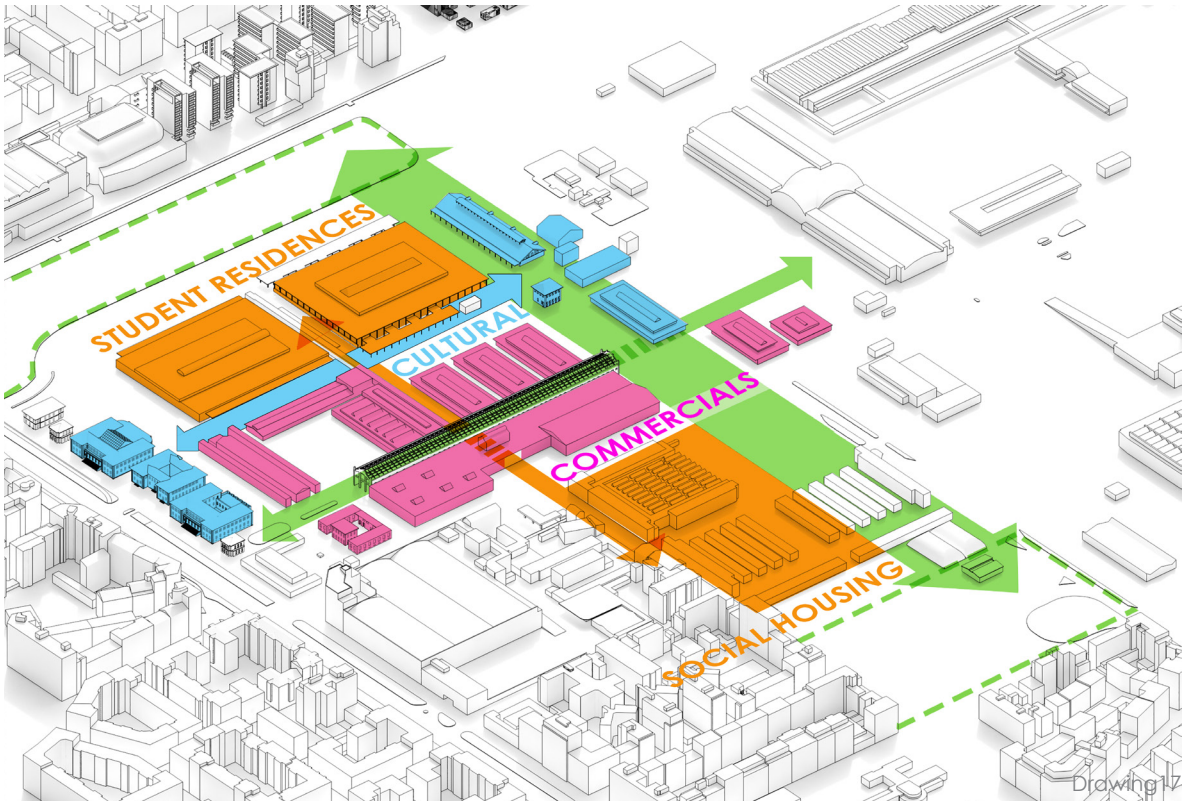 STUDENT RESIDENCES
CULTURAL
COMMERCIALS
SOCIAL HOUSING
Drawing17